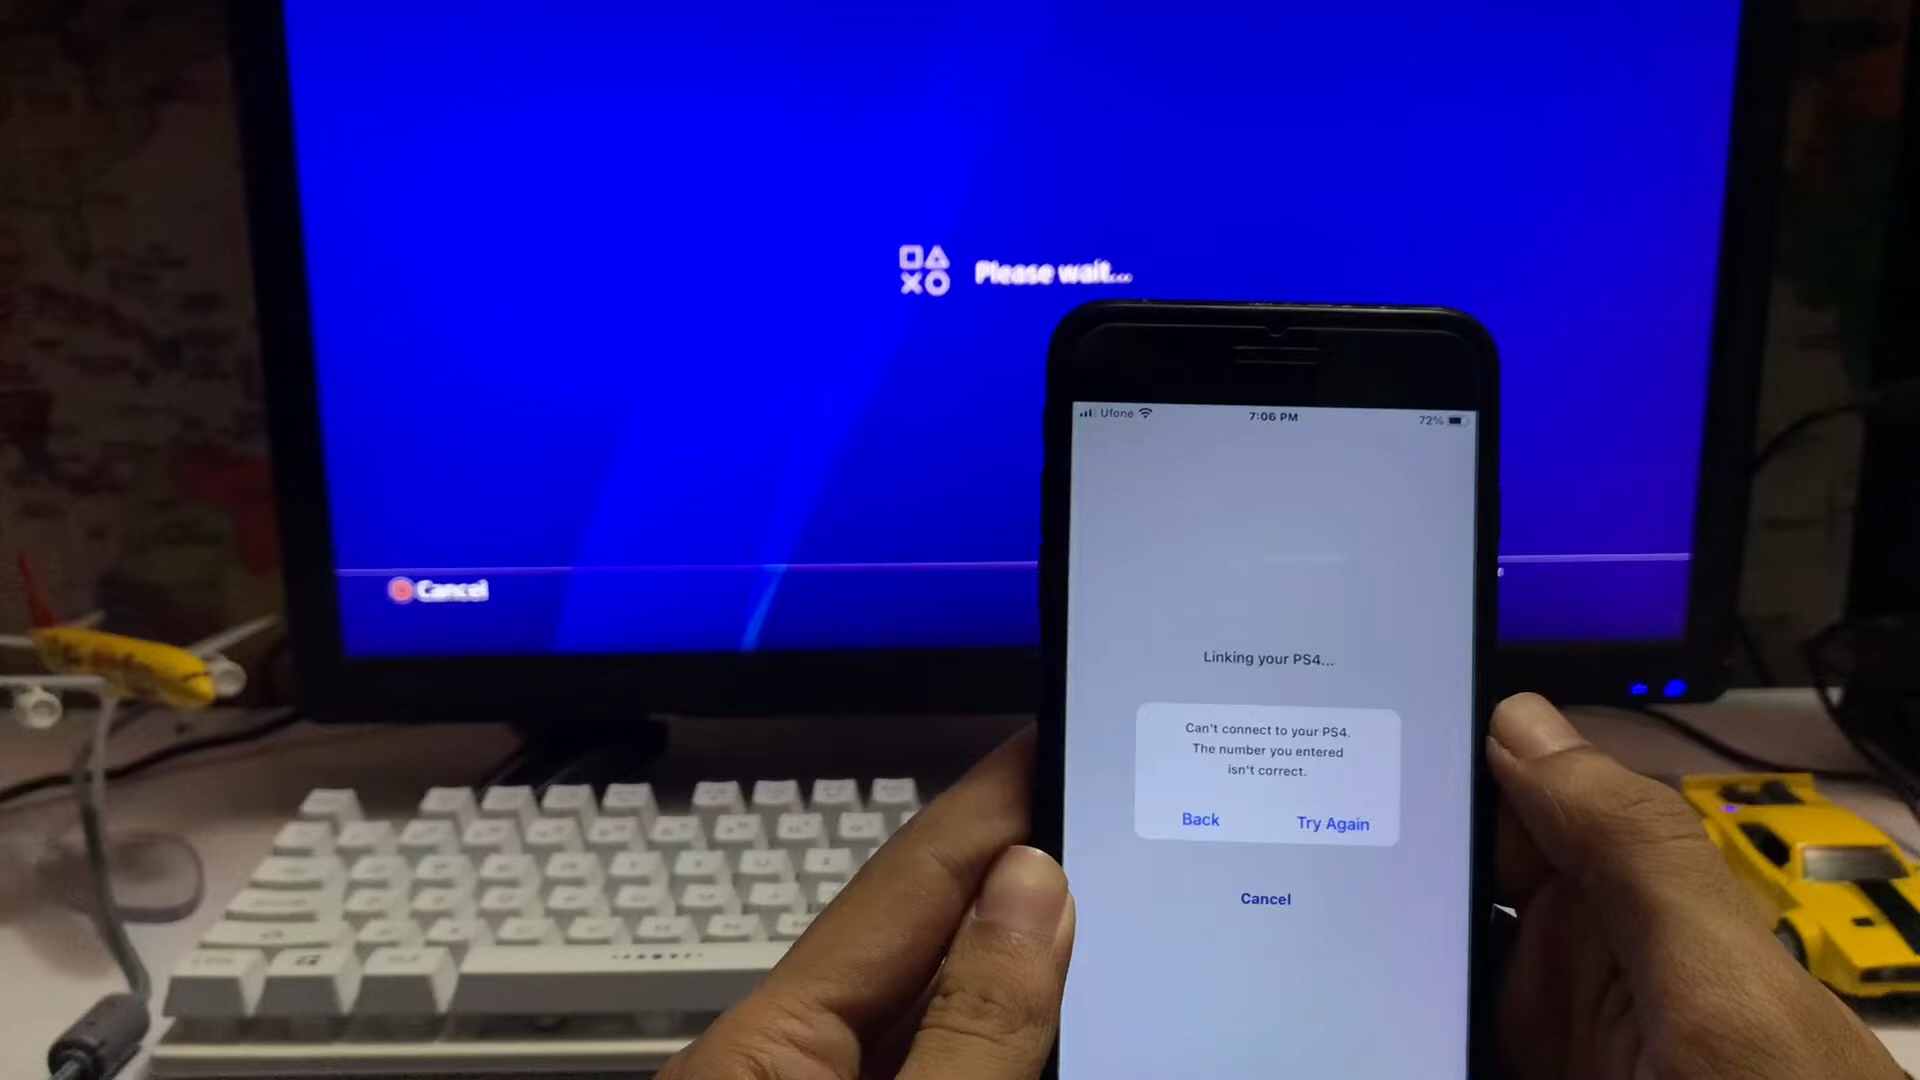 Please wait...
Cancel
Ufone
7:06 PM
72%
Linking your PS4...
Can't connect to your PS4.
The number you entered
isn't correct.
Back
Try Again
Cancel